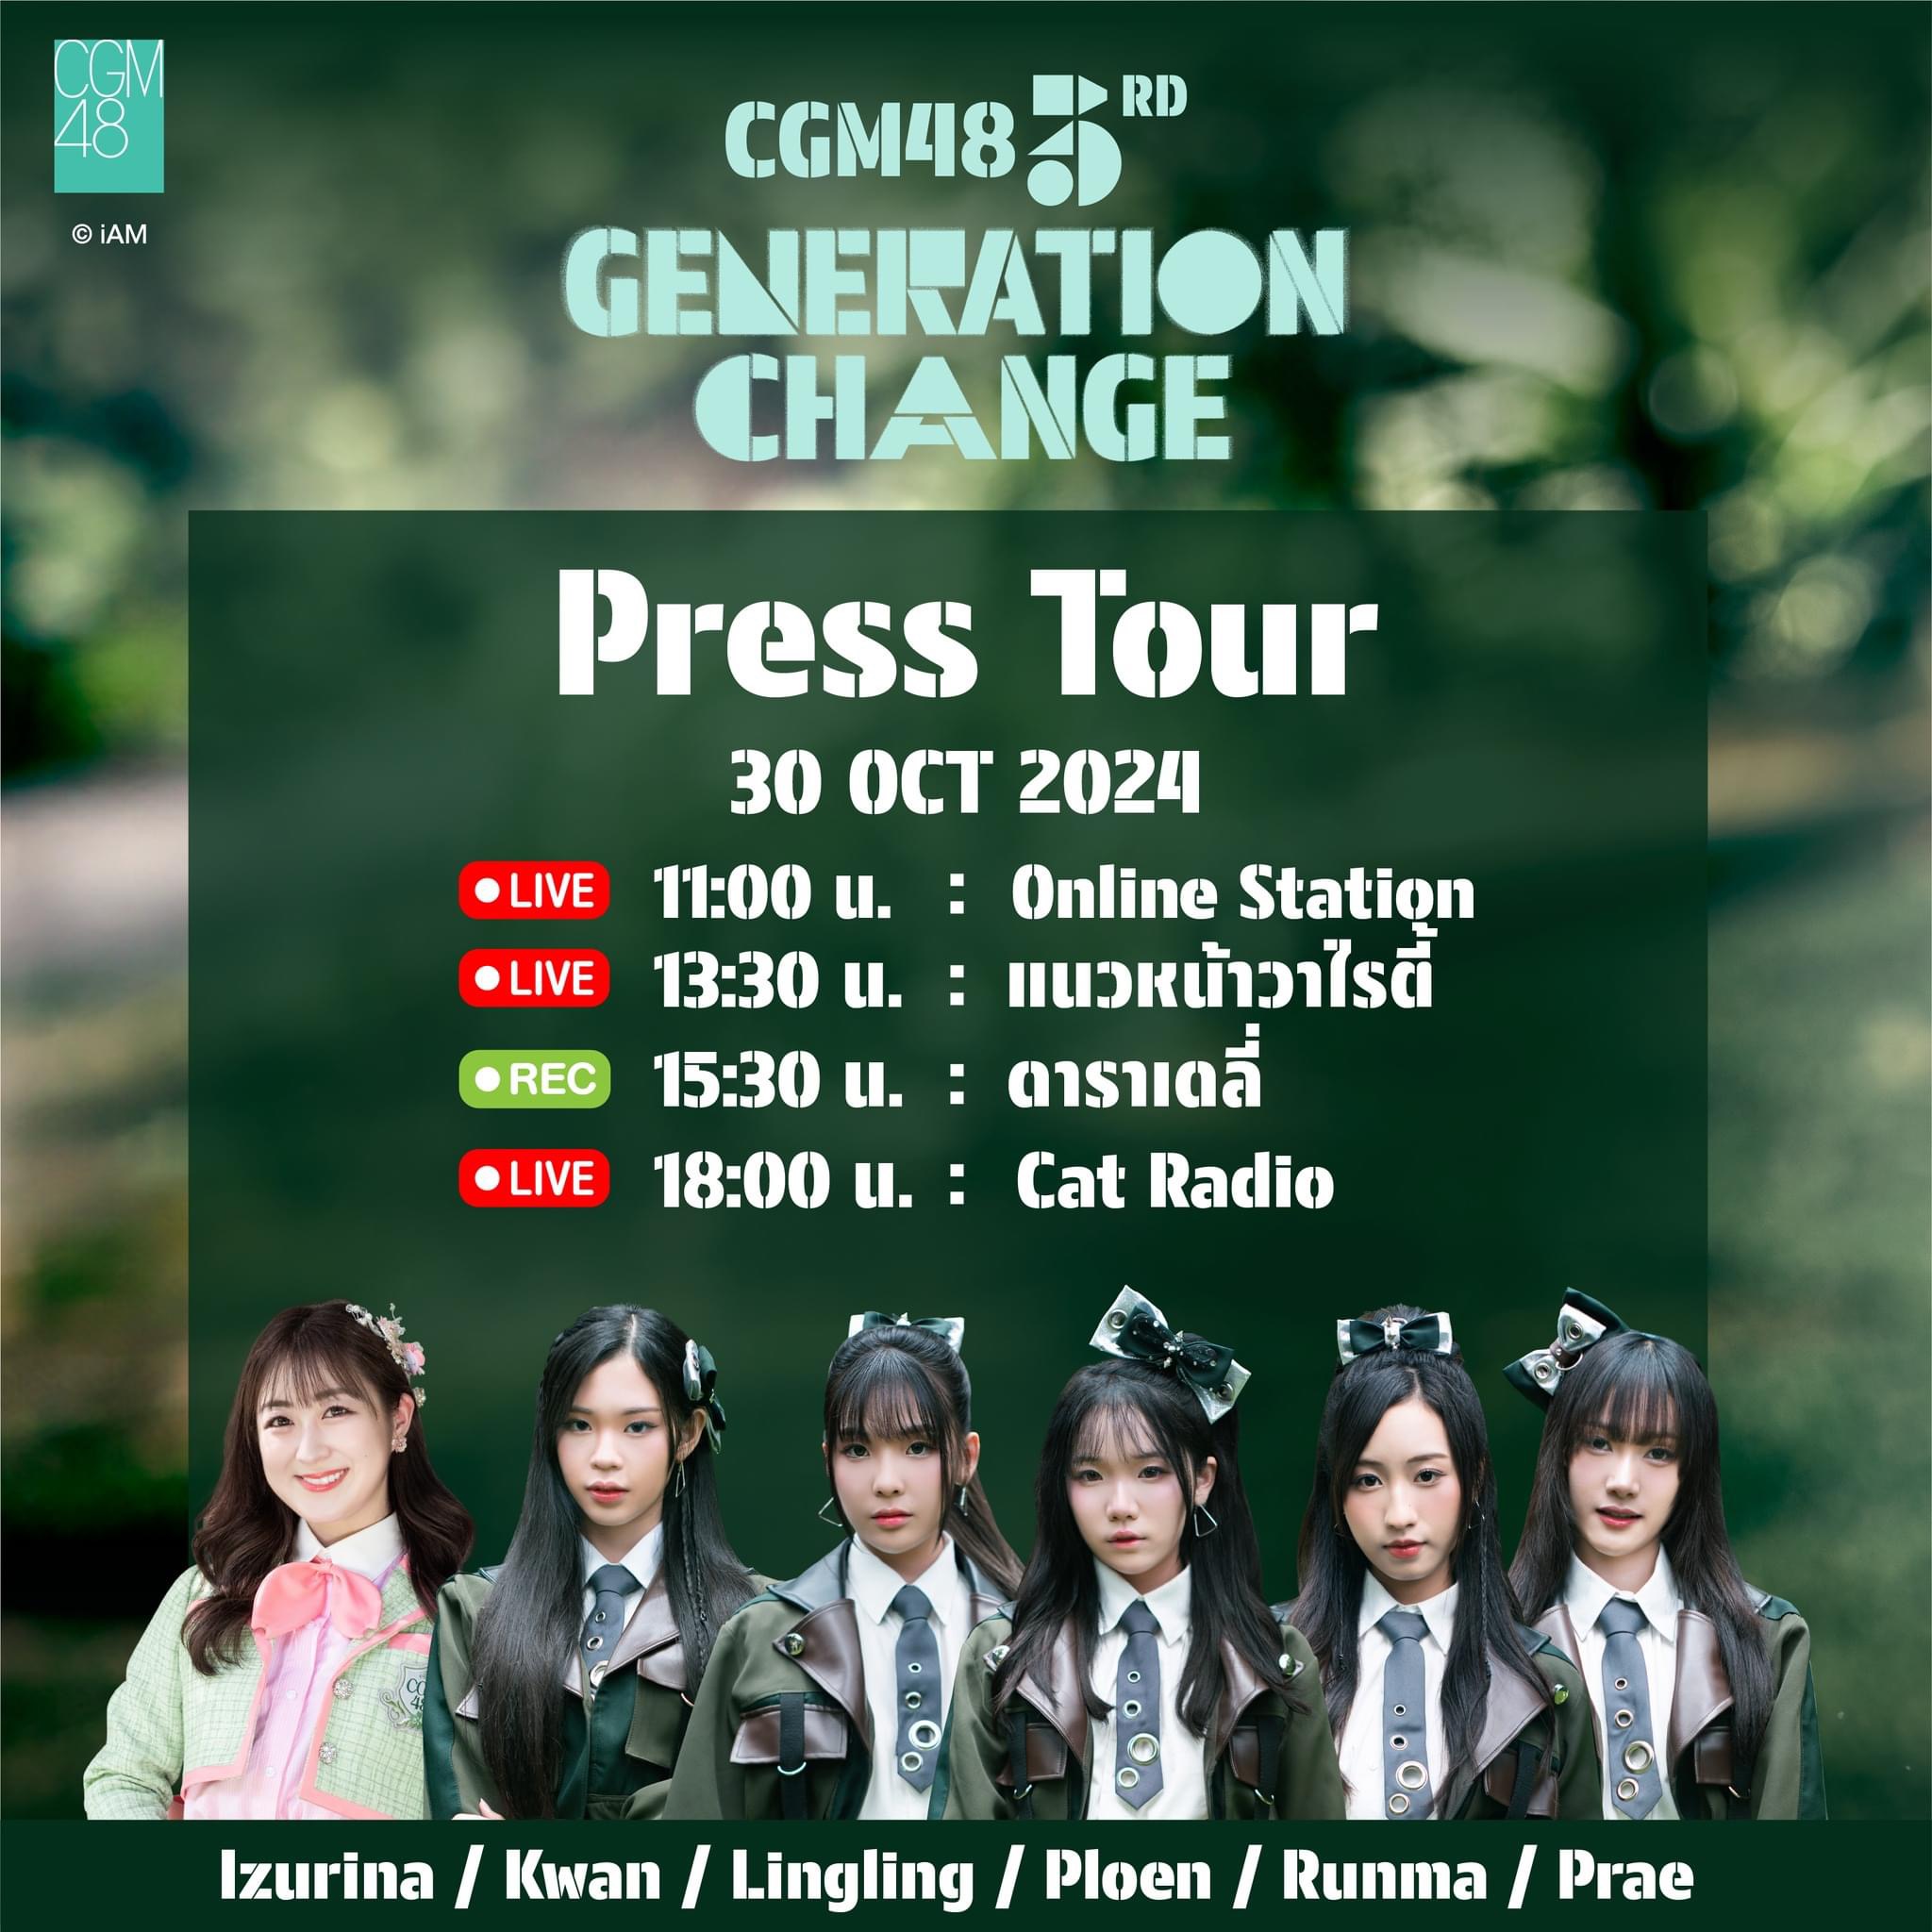 CGM
48
© iAM
CGM48 3RD
GENERATION
CHANGE
Press Tour
30 OCT 2024
LIVE 11:00 น. : Online Station
LIVE 13:30 น. : แนวหน้าวาไรตี้
REC 15:30 น. : ดาราเดลี่
LIVE 18:00 น. : Cat Radio
Izurina / Kwan / Lingling / Ploen / Runma / Prae